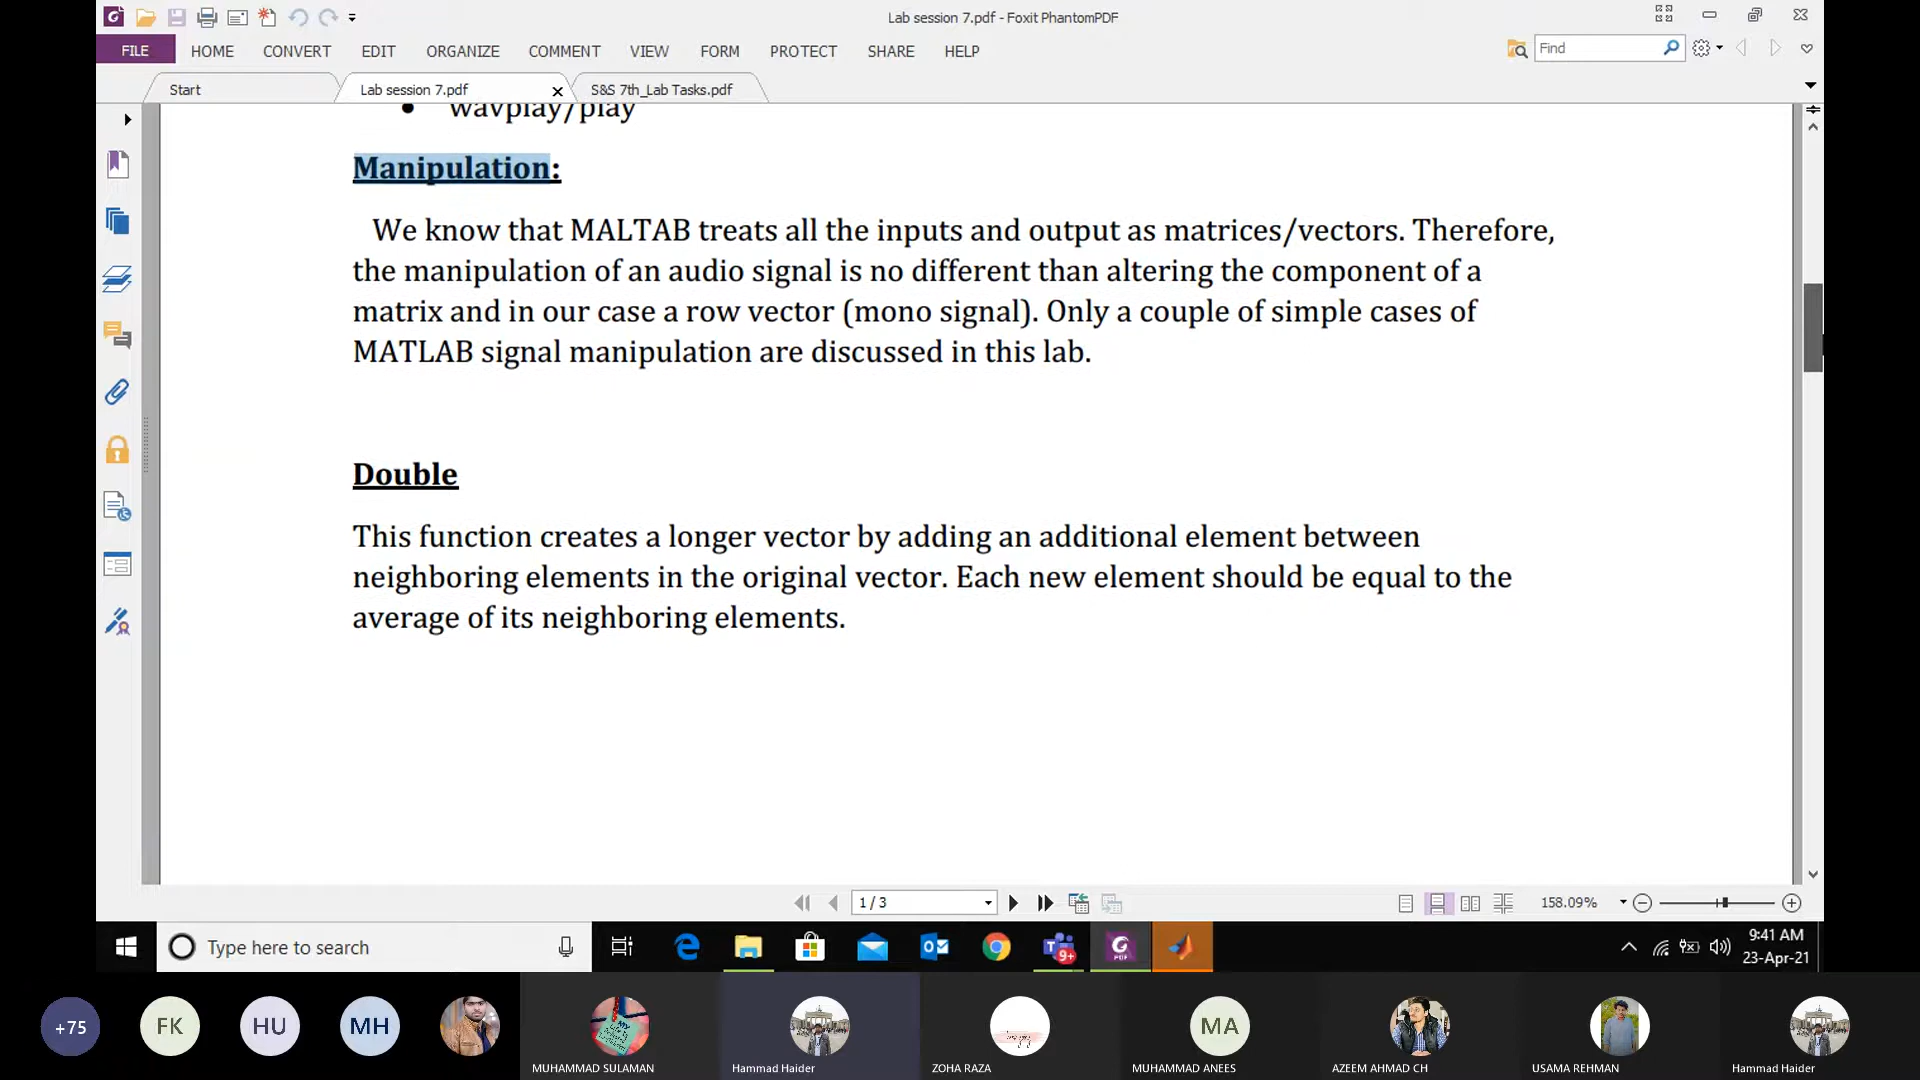 Lab session 7.pdf - Foxit PhantomPDF
FILE HOME CONVERT EDIT ORGANIZE COMMENT VIEW FORM PROTECT SHARE HELP
Find
Start Lab session 7.pdf S&S 7th_Lab Tasks.pdf
• wavplay/play
Manipulation:
We know that MALTAB treats all the inputs and output as matrices/vectors. Therefore,
the manipulation of an audio signal is no different than altering the component of a
matrix and in our case a row vector (mono signal). Only a couple of simple cases of
MATLAB signal manipulation are discussed in this lab.
Double
This function creates a longer vector by adding an additional element between
neighboring elements in the original vector. Each new element should be equal to the
average of its neighboring elements.
1 / 3
158.09%
Type here to search
9+
PDF
9:41 AM
23-Apr-21
+75 FK HU MH MA
MUHAMMAD SULAMAN Hammad Haider ZOHA RAZA MUHAMMAD ANEES AZEEM AHMAD CH USAMA REHMAN Hammad Haider